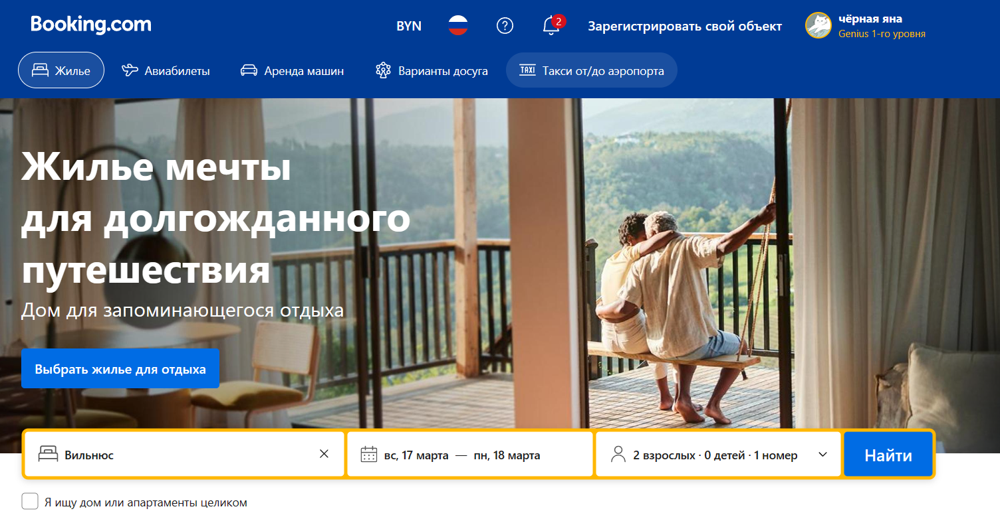 Booking.com
BYN
?
2
Зарегистрировать свой объект
чёрная яна
Genius 1-го уровня
Жилье
Авиабилеты
Аренда машин
Варианты досуга
TAXI
Такси от/до аэропорта
Жилье мечты
для долгожданного
путешествия
Дом для запоминающегося отдыха
Выбрать жилье для отдыха
Вильнюс
вс, 17 марта — пн, 18 марта
2 взрослых · 0 детей · 1 номер
Найти
Я ищу дом или апартаменты целиком